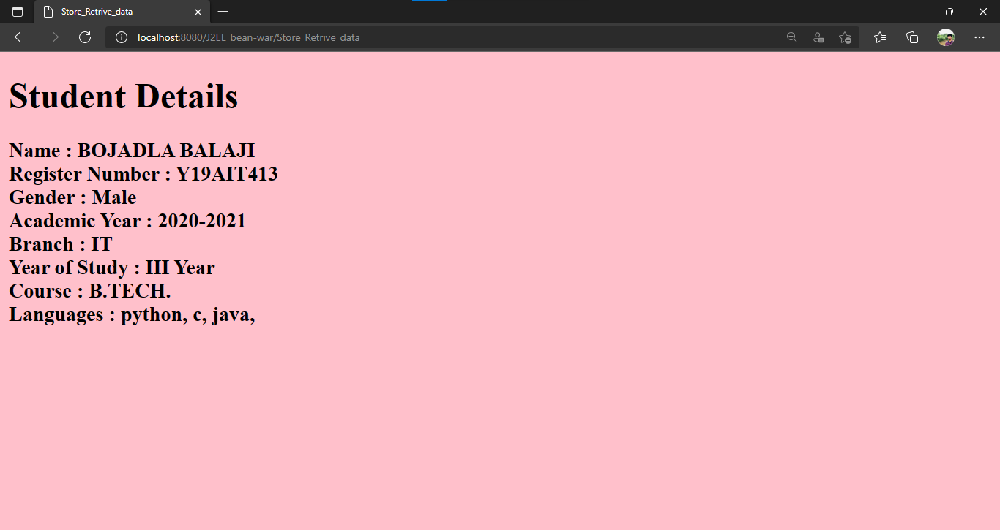 Store_Retrive_data
localhost:8080/J2EE_bean-war/Store_Retrive_data
Student Details
Name : BOJADLA BALAJI
Register Number : Y19AIT413
Gender : Male
Academic Year : 2020-2021
Branch : IT
Year of Study : III Year
Course : B.TECH.
Languages : python, c, java,